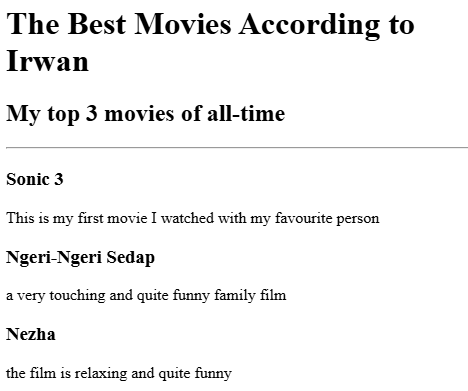 The Best Movies According to
Irwan
My top 3 movies of all-time
Sonic 3
This is my first movie I watched with my favourite person
Ngeri-Ngeri Sedap
a very touching and quite funny family film
Nezha
the film is relaxing and quite funny